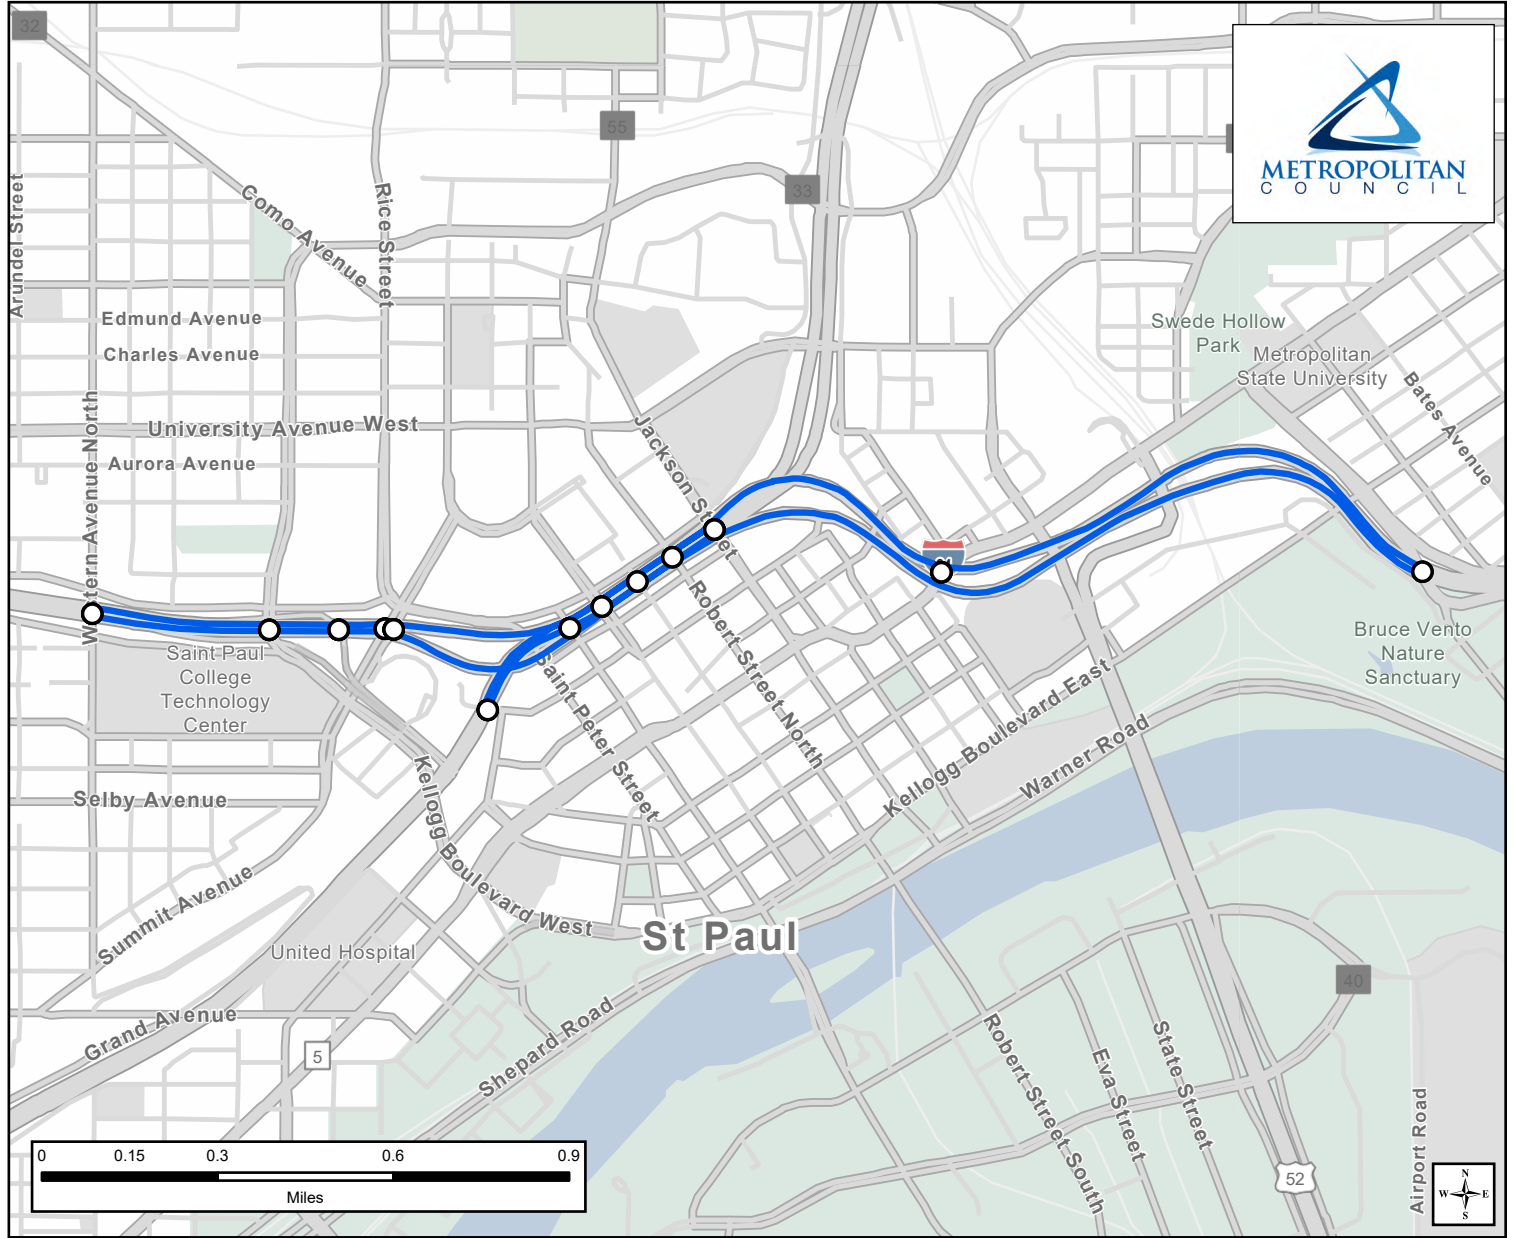 32
55
33
METROPOLITAN
COUNCIL
Arundel Street
Como Avenue
Rice Street
Edmund Avenue
Charles Avenue
Swede Hollow
Park
Metropolitan
State University
Bates Avenue
University Avenue West
Western Avenue North
Aurora Avenue
Jackson Street
Robert Street North
Saint Paul
College
Technology
Center
Saint Peter Street
Bruce Vento
Nature
Sanctuary
Kellogg Boulevard East
Warner Road
Selby Avenue
Kellogg Boulevard West
Summit Avenue
United Hospital
St Paul
40
Grand Avenue
5
Shepard Road
Robert Street South
Eva Street
State Street
Airport Road
52
0 0.15 0.3 0.6 0.9
Miles
N
W E
S